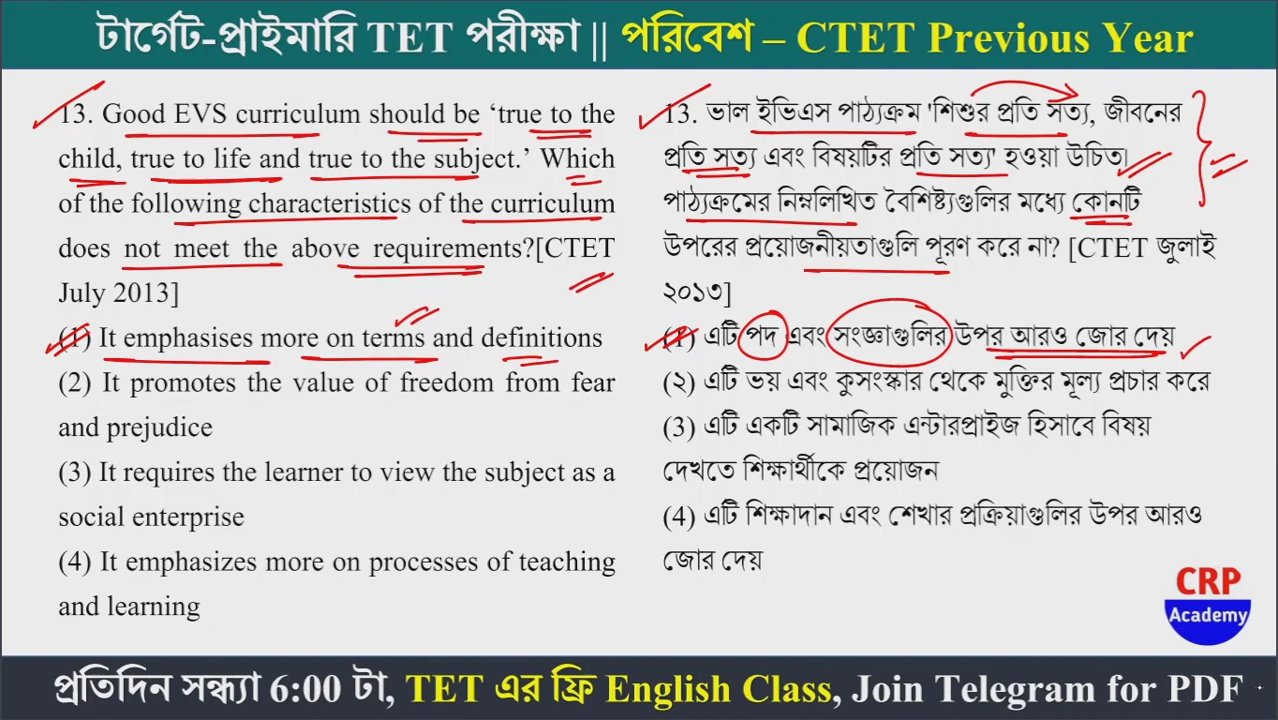 টার্গেট-প্রাইমারি TET পরীক্ষা || পরিবেশ – CTET Previous Year
13. Good EVS curriculum should be ‘true to the
child, true to life and true to the subject.’ Which
of the following characteristics of the curriculum
does not meet the above requirements?[CTET
July 2013]
(1) It emphasises more on terms and definitions
(2) It promotes the value of freedom from fear
and prejudice
(3) It requires the learner to view the subject as a
social enterprise
(4) It emphasizes more on processes of teaching
and learning
13. ভাল ইভিএস পাঠ্যক্রম 'শিশুর প্রতি সত্য, জীবনের
প্রতি সত্য এবং বিষয়টির প্রতি সত্য' হওয়া উচিত।
পাঠ্যক্রমের নিম্নলিখিত বৈশিষ্ট্যগুলির মধ্যে কোনটি
উপরের প্রয়োজনীয়তাগুলি পূরণ করে না? [CTET জুলাই
২০১৩]
(1) এটি পদ এবং সংজ্ঞাগুলির উপর আরও জোর দেয়
(২) এটি ভয় এবং কুসংস্কার থেকে মুক্তির মূল্য প্রচার করে
(3) এটি একটি সামাজিক এন্টারপ্রাইজ হিসাবে বিষয়
দেখতে শিক্ষার্থীকে প্রয়োজন
(4) এটি শিক্ষাদান এবং শেখার প্রক্রিয়াগুলির উপর আরও
জোর দেয়
CRP
Academy
প্রতিদিন সন্ধ্যা 6:00 টা, TET এর ফ্রি English Class, Join Telegram for PDF